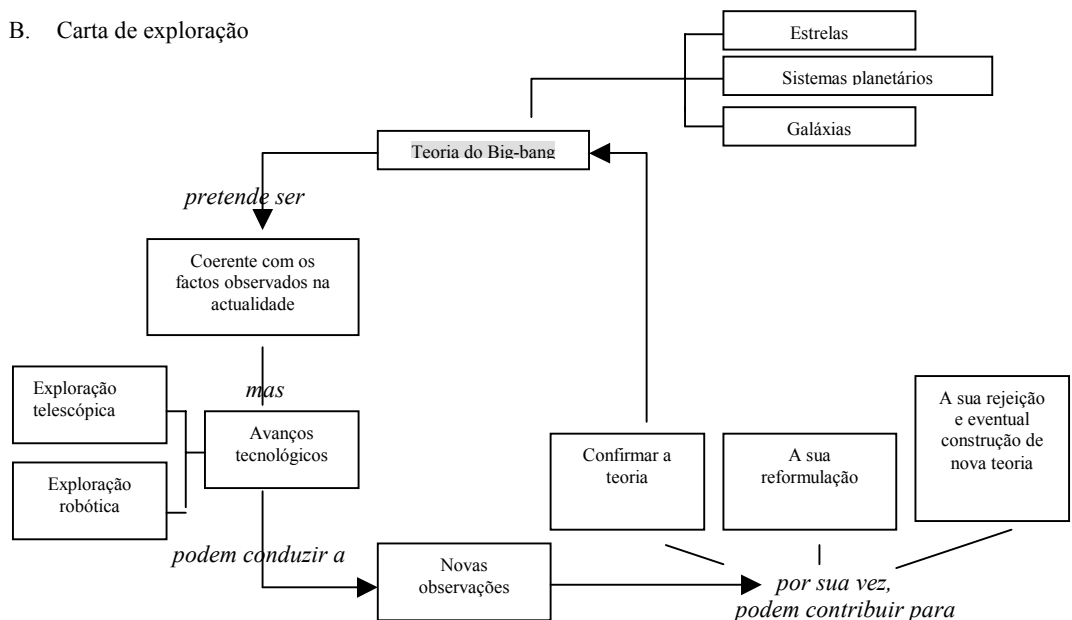 B. Carta de exploração
Estrelas
Sistemas planetários
Galáxias
Teoria do Big-bang
pretende ser
Coerente com os
factos observados na
actualidade
mas
Exploração
telescópica
Avanços
tecnológicos
Exploração
robótica
podem conduzir a
Novas
observações
Confirmar a
teoria
A sua
reformulação
A sua rejeição
e eventual
construção de
nova teoria
por sua vez,
podem contribuir para